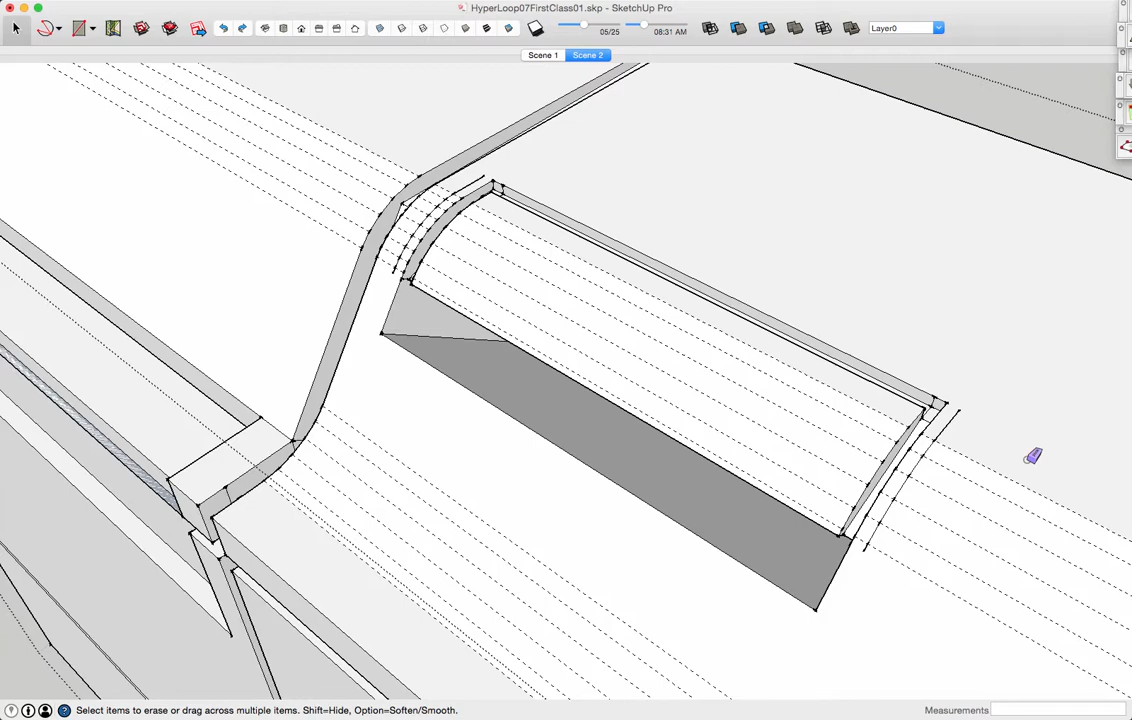 HyperLoop07FirstClass01.skp - SketchUp Pro
05/25
08:31 AM
Layer0
Scene 1
Scene 2
Select items to erase or drag across multiple items. Shift=Hide, Option=Soften/Smooth.
Measurements